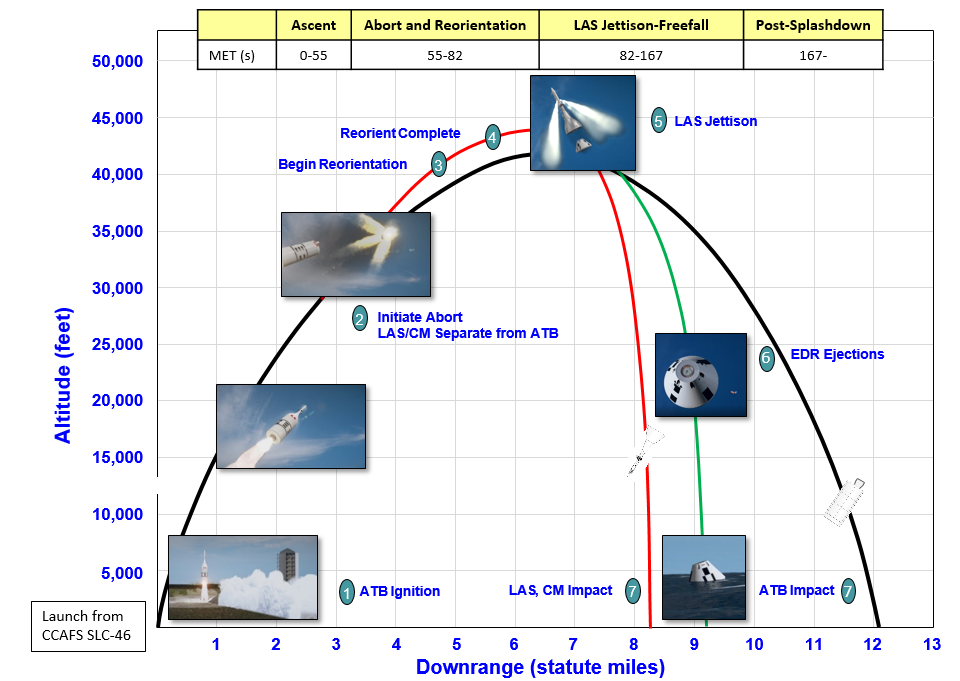 Ascent Abort and Reorientation LAS Jettison-Freefall Post-Splashdown
MET (s) 0-55 55-82 82-167 167-
50,000
45,000
40,000
35,000
30,000
25,000
20,000
15,000
10,000
5,000
Altitude (feet)
5 LAS Jettison
Reorient Complete 4
Begin Reorientation 3
2 Initiate Abort
LAS/CM Separate from ATB
6 EDR Ejections
1 ATB Ignition
LAS, CM Impact 7
ATB Impact 7
Launch from
CCAFS SLC-46
1 2 3 4 5 6 7 8 9 10 11 12 13
Downrange (statute miles)